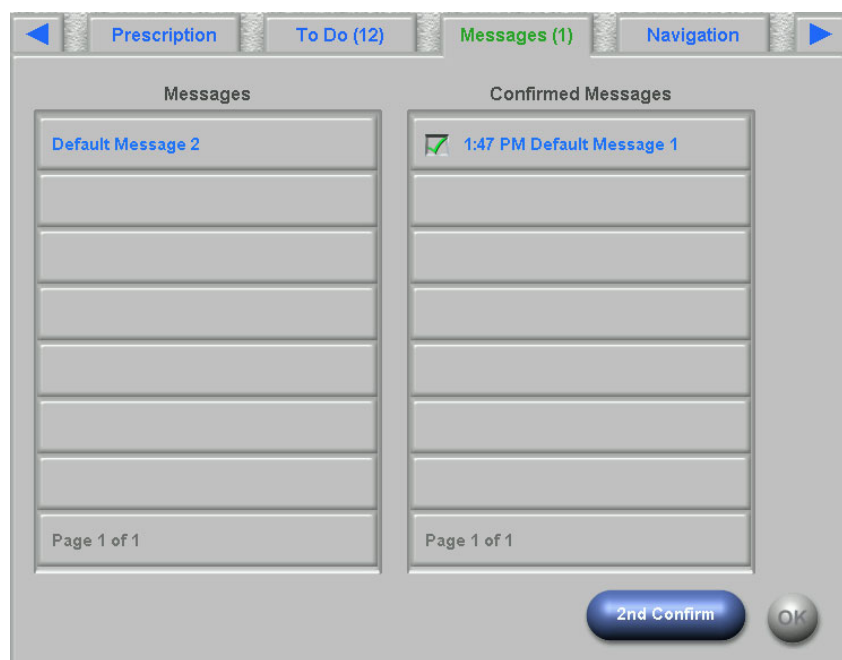 Prescription To Do (12) Messages (1) Navigation
Messages
Default Message 2
Page 1 of 1
Confirmed Messages
1:47 PM Default Message 1
Page 1 of 1
2nd Confirm
OK